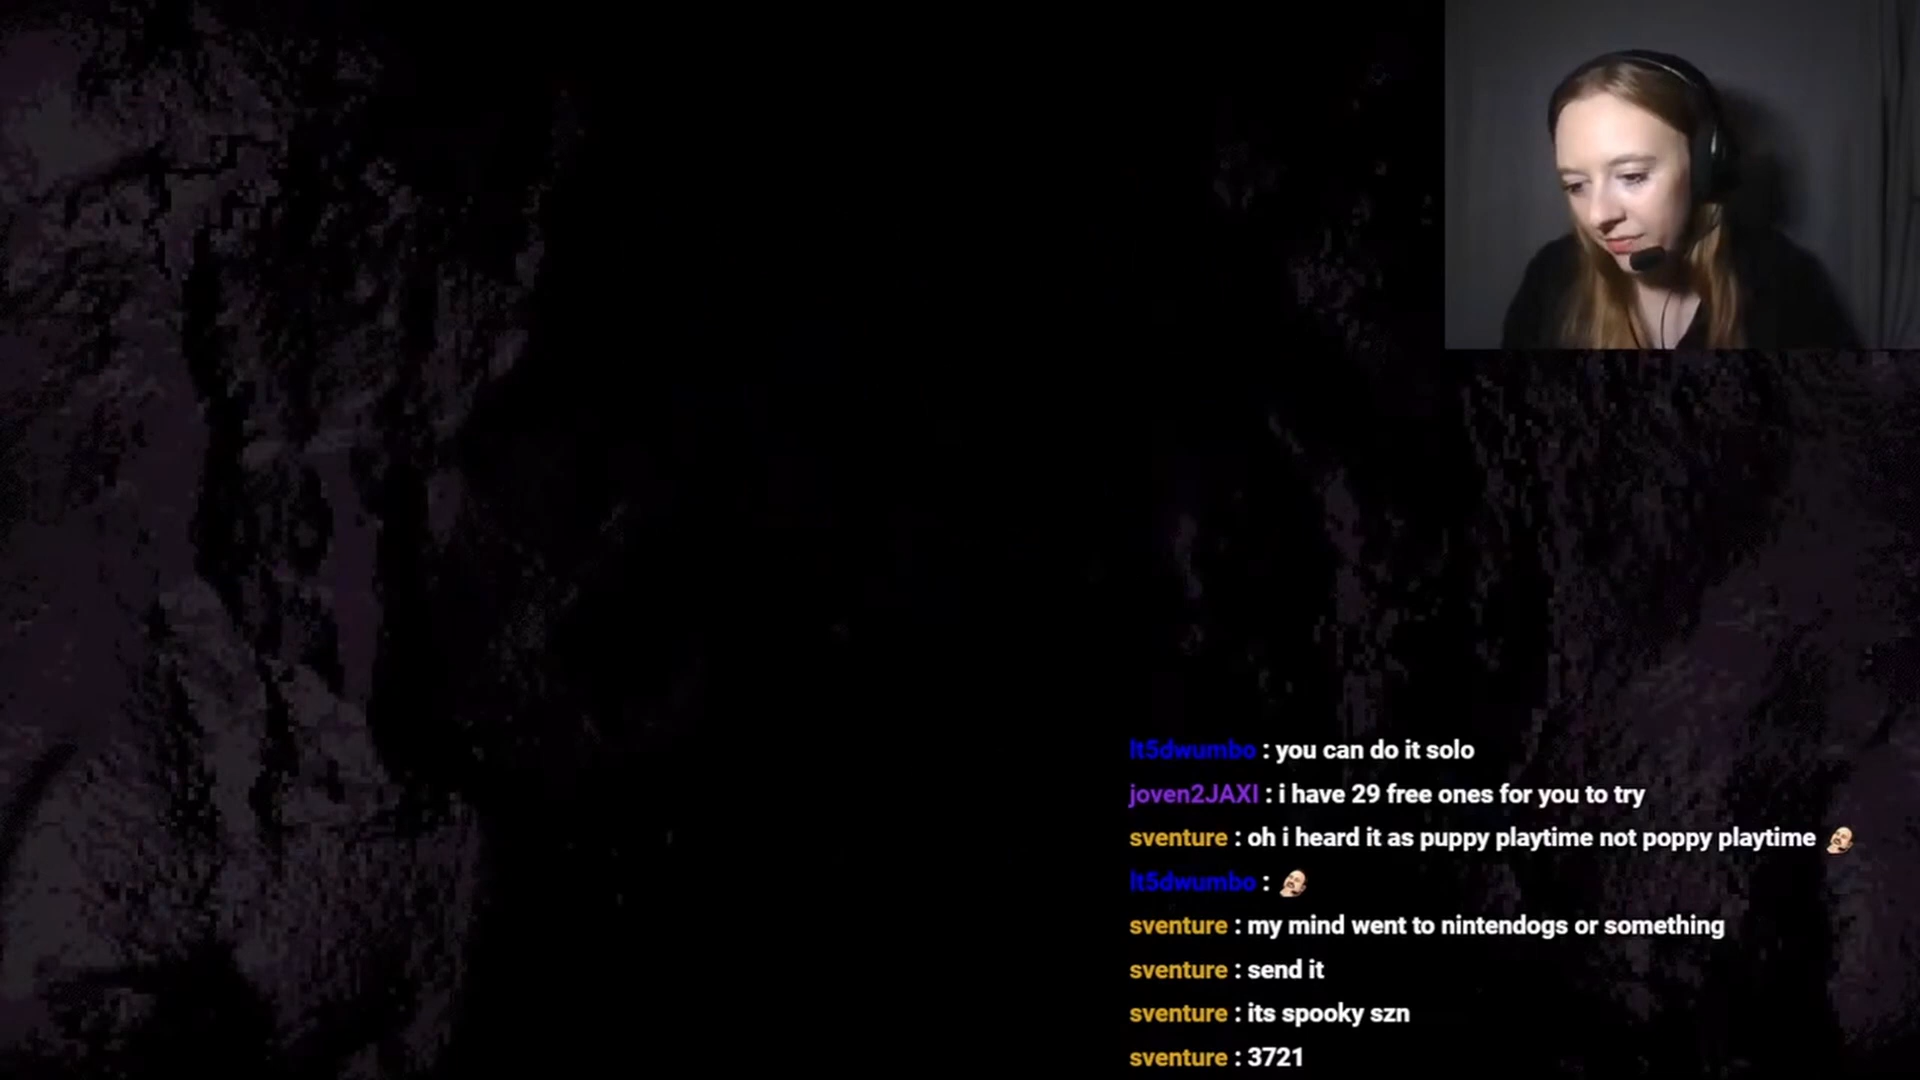 lt5dwumbo : you can do it solo
joven2JAXI : i have 29 free ones for you to try
sventure : oh i heard it as puppy playtime not poppy playtime
lt5dwumbo :
sventure : my mind went to nintendogs or something
sventure : send it
sventure : its spooky szn
sventure : 3721